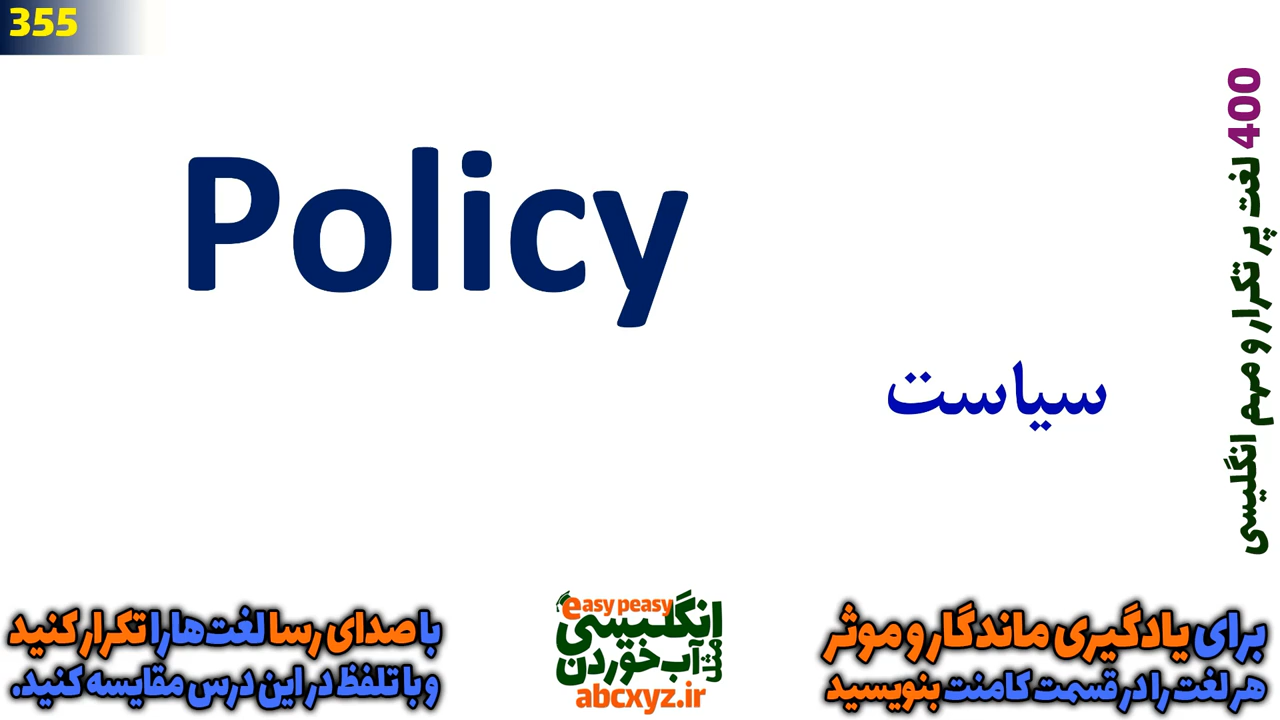 355
Policy
سیاست
400 لغت پر تکرار و مهم انگلیسی
با صدای رسا لغت‌ها را تکرار کنید
و با تلفظ در این درس مقایسه کنید.
easy peasy
انگلیسی
مثل آب خوردن
abcxyz.ir
برای یادگیری ماندگار و موثر
هر لغت را در قسمت کامنت بنویسید